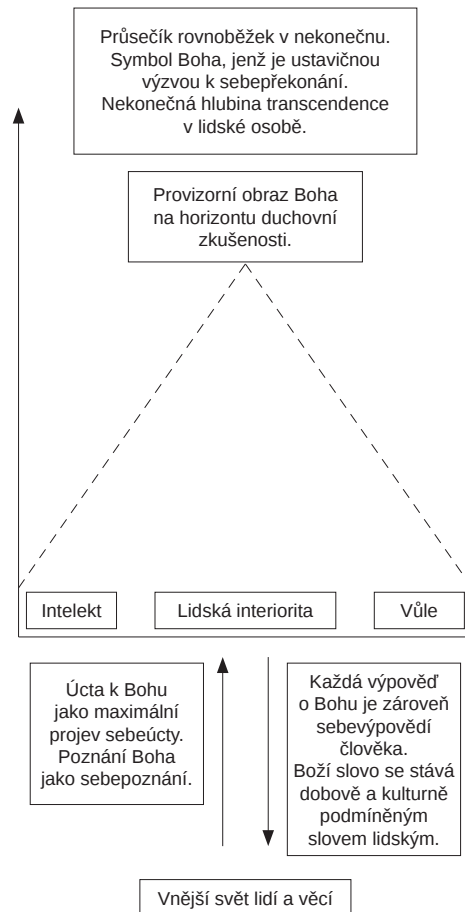 Průsečík rovnoběžek v nekonečnu.
Symbol Boha, jenž je ustavičnou
výzvou k sebepřekonání.
Nekonečná hlubina transcendence
v lidské osobě.
Provizorní obraz Boha
na horizontu duchovní
zkušenosti.
Intelekt
Lidská interiorita
Vůle
Úcta k Bohu
jako maximální
projev sebeúcty.
Poznání Boha
jako sebepoznání.
Každá výpověď
o Bohu je zároveň
sebevýpovědí
člověka.
Boží slovo se stává
dobově a kulturně
podmíněným
slovem lidským.
Vnější svět lidí a věcí